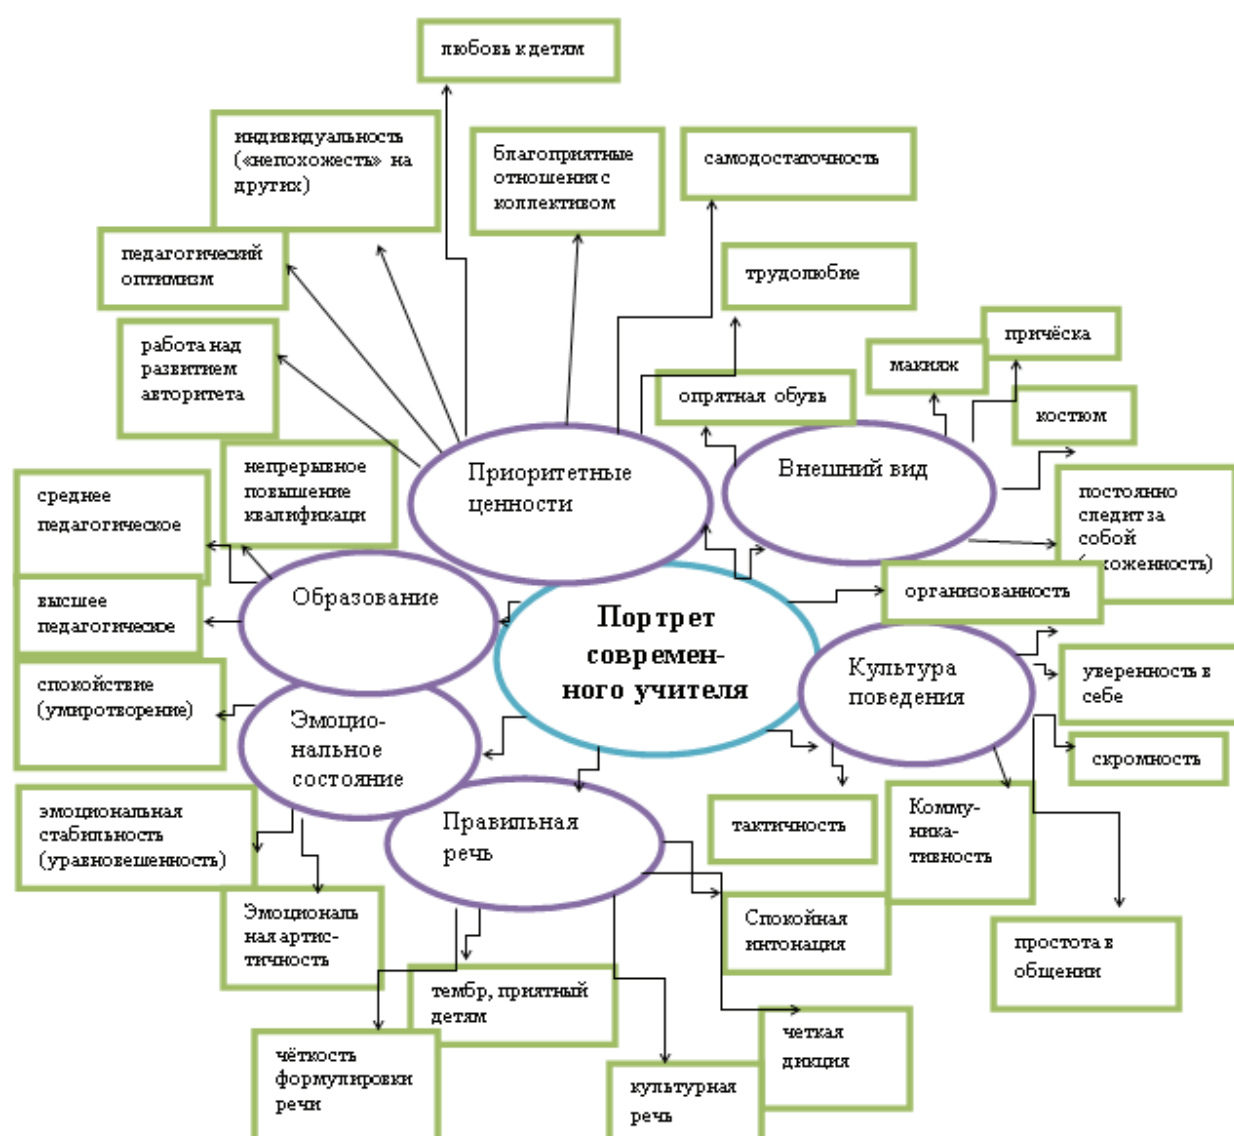 любовь к детям
индивидуальность
(«непохожесть» на
других)
благоприятные
отношения с
коллективом
самодостаточность
педагогический
оптимизм
трудолюбие
работа над
развитием
авторитета
причёска
макияж
опрятная обувь
костюм
непрерывное
повышение
квалификаци
Приоритетные
ценности
Внешний вид
среднее
педагогическое
постоянно
следит за
собой
хоженность)
Образование
организованность
высшее
педагогическое
Портрет
современ-
ного учителя
Культура
поведения
уверенность в
себе
спокойствие
(умиротворение)
Эмоцио-
нальное
состояние
скромность
эмоциональная
стабильность
(уравновешенность)
Правильная
речь
тактичность
Комму-
ника-
тивность
Эмоциональ
ная артис-
тичность
Спокойная
интонация
простота в
общении
тембр, приятный
детям
чёткость
формулировки
речи
четкая
дикция
культурная
речь